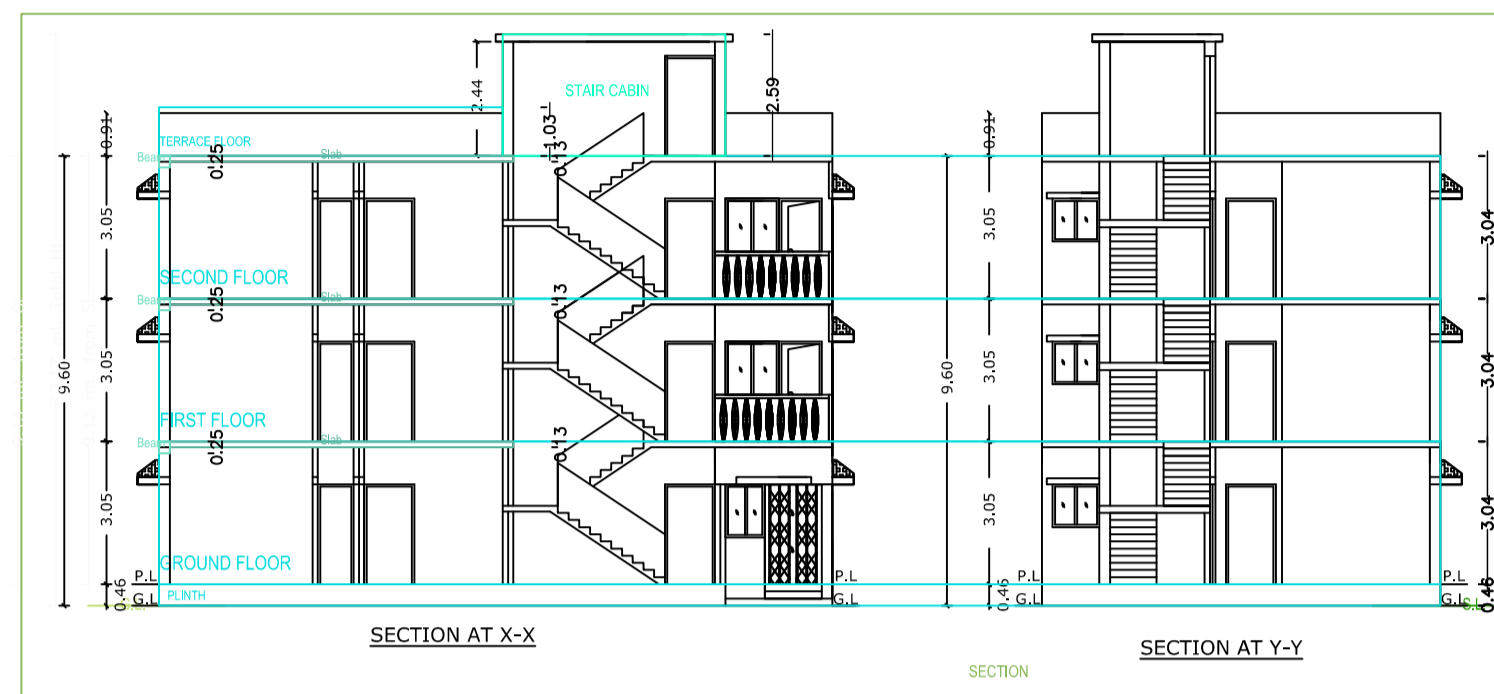 2.44
STAIR CABIN
2.59
0.91
1.03
0.91
TERRACE FLOOR
Slab
0.25
0.13
3.05
3.05
3.04
SECOND FLOOR
Slab
0.25
0.13
9.60
3.05
9.60
3.05
3.04
FIRST FLOOR
Slab
0.25
0.13
3.05
3.05
3.04
GROUND FLOOR
P.L
P.L
P.L
P.L
0.46
PLINTH
G.L
G.L
0.46
G.L
G.L
0.46
SECTION AT X-X
SECTION AT Y-Y
SECTION